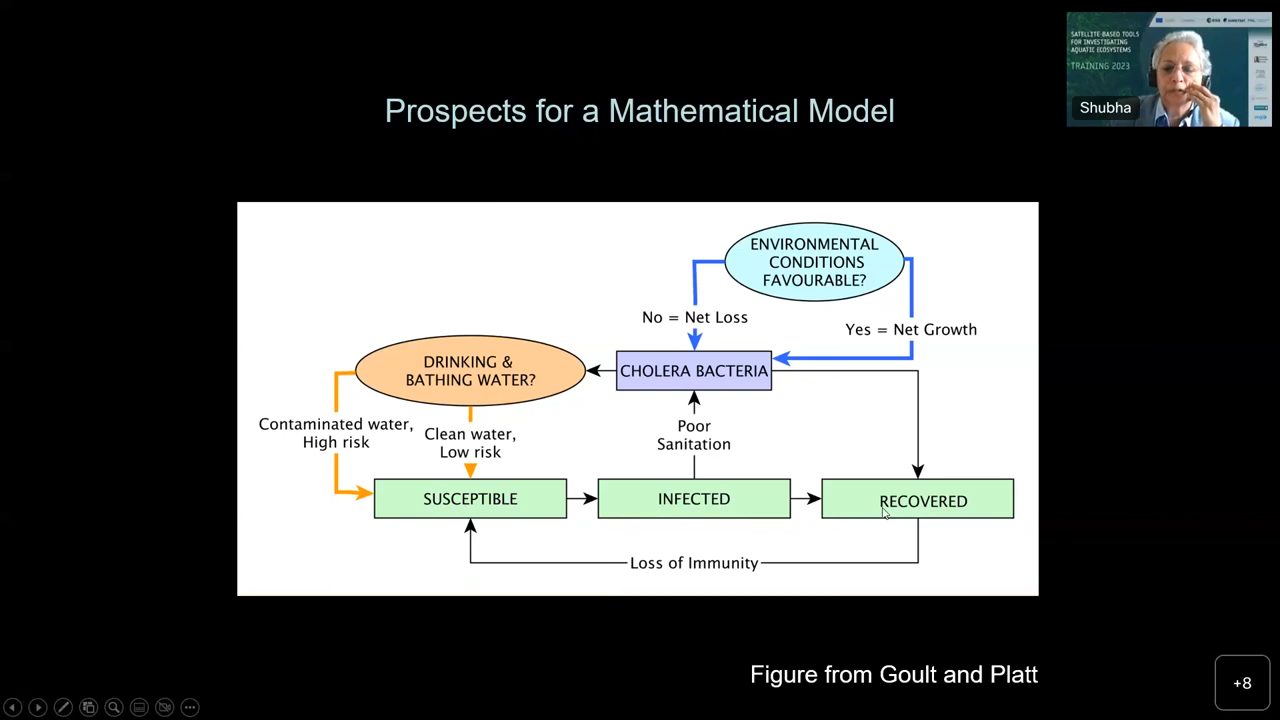 SATELLITE-BASED TOOLS
FOR INVESTIGATING
AQUATIC ECOSYSTEMS
TRAINING 2023
Shubha
Prospects for a Mathematical Model
ENVIRONMENTAL
CONDITIONS
FAVOURABLE?
No = Net Loss
Yes = Net Growth
DRINKING &
BATHING WATER?
CHOLERA BACTERIA
Contaminated water,
High risk
Clean water,
Low risk
Poor
Sanitation
SUSCEPTIBLE
INFECTED
RECOVERED
Loss of Immunity
Figure from Goult and Platt
+8